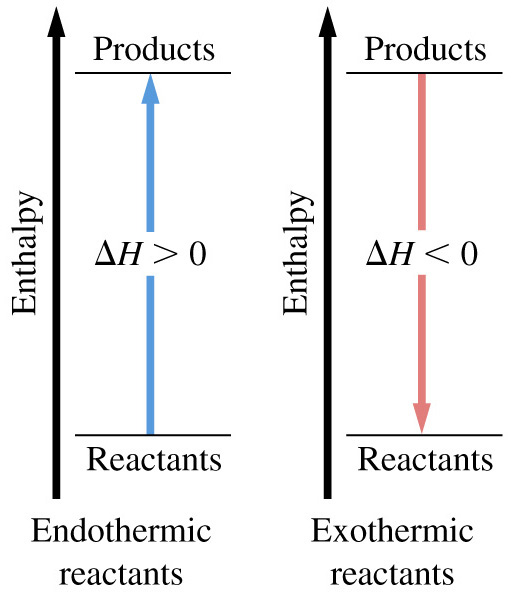 Products
Enthalpy
ΔH > 0
Reactants
Endothermic
reactants
Products
Enthalpy
ΔH < 0
Reactants
Exothermic
reactants